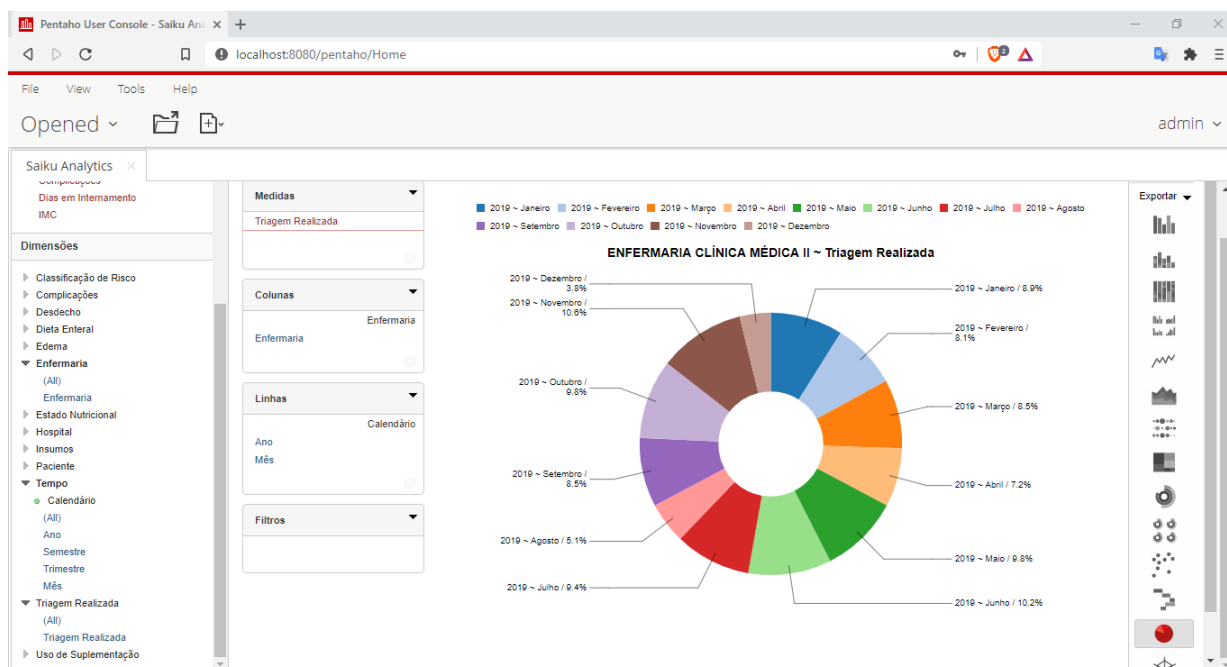 Pentaho User Console - Saiku Ana
localhost:8080/pentaho/Home
2
File View Tools Help
Opened
admin
Saiku Analytics
Complicações
Dias em Internamento
IMC
Dimensões
Classificação de Risco
Complicações
Desdecho
Dieta Enteral
Edema
Enfermaria
(All)
Enfermaria
Estado Nutricional
Hospital
Insumos
Paciente
Tempo
Calendário
(All)
Ano
Semestre
Trimestre
Mês
Triagem Realizada
(All)
Triagem Realizada
Uso de Suplementação
Medidas
Triagem Realizada
Colunas
Enfermaria
Enfermaria
Linhas
Calendário
Ano
Mês
Filtros
2019 ~ Janeiro 2019 ~ Fevereiro 2019 ~ Março 2019 ~ Abril 2019 ~ Maio 2019 ~ Junho 2019 ~ Julho 2019 ~ Agosto
2019 ~ Setembro 2019 ~ Outubro 2019 ~ Novembro 2019 ~ Dezembro
ENFERMARIA CLÍNICA MÉDICA II ~ Triagem Realizada
2019 ~ Dezembro /
3.8%
2019 ~ Novembro /
10.6%
2019 ~ Outubro /
9.8%
2019 ~ Setembro /
8.5%
2019 ~ Agosto / 5.1%
2019 ~ Julho / 9.4%
2019 ~ Janeiro / 8.9%
2019 ~ Fevereiro /
8.1%
2019 ~ Março / 8.5%
2019 ~ Abril / 7.2%
2019 ~ Maio / 9.8%
2019 ~ Junho / 10.2%
Exportar